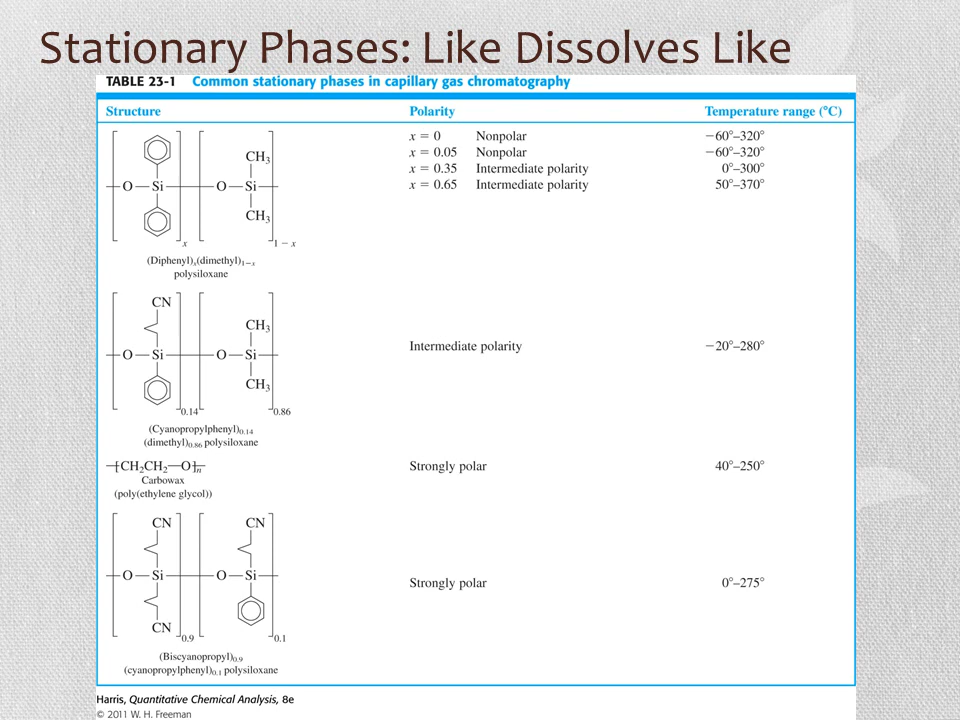 Stationary Phases: Like Dissolves Like
TABLE 23-1 Common stationary phases in capillary gas chromatography
Structure Polarity Temperature range (°C)
x = 0 Nonpolar −60°–320°
x = 0.05 Nonpolar −60°–320°
x = 0.35 Intermediate polarity 0°–300°
x = 0.65 Intermediate polarity 50°–370°
CH₃
O—Si O—Si
CH₃
x 1 − x
(Diphenyl)ₓ(dimethyl)₁₋ₓ
polysiloxane
CN
CH₃
O—Si O—Si
Intermediate polarity −20°–280°
CH₃
0.14 0.86
(Cyanopropylphenyl)₀.₁₄
(dimethyl)₀.₈₆ polysiloxane
[CH₂CH₂—O]ₙ Strongly polar 40°–250°
Carbowax
(poly(ethylene glycol))
CN CN
O—Si O—Si
Strongly polar 0°–275°
CN
0.9 0.1
(Biscyanopropyl)₀.₉
(cyanopropylphenyl)₀.₁ polysiloxane
Harris, Quantitative Chemical Analysis, 8e
© 2011 W. H. Freeman